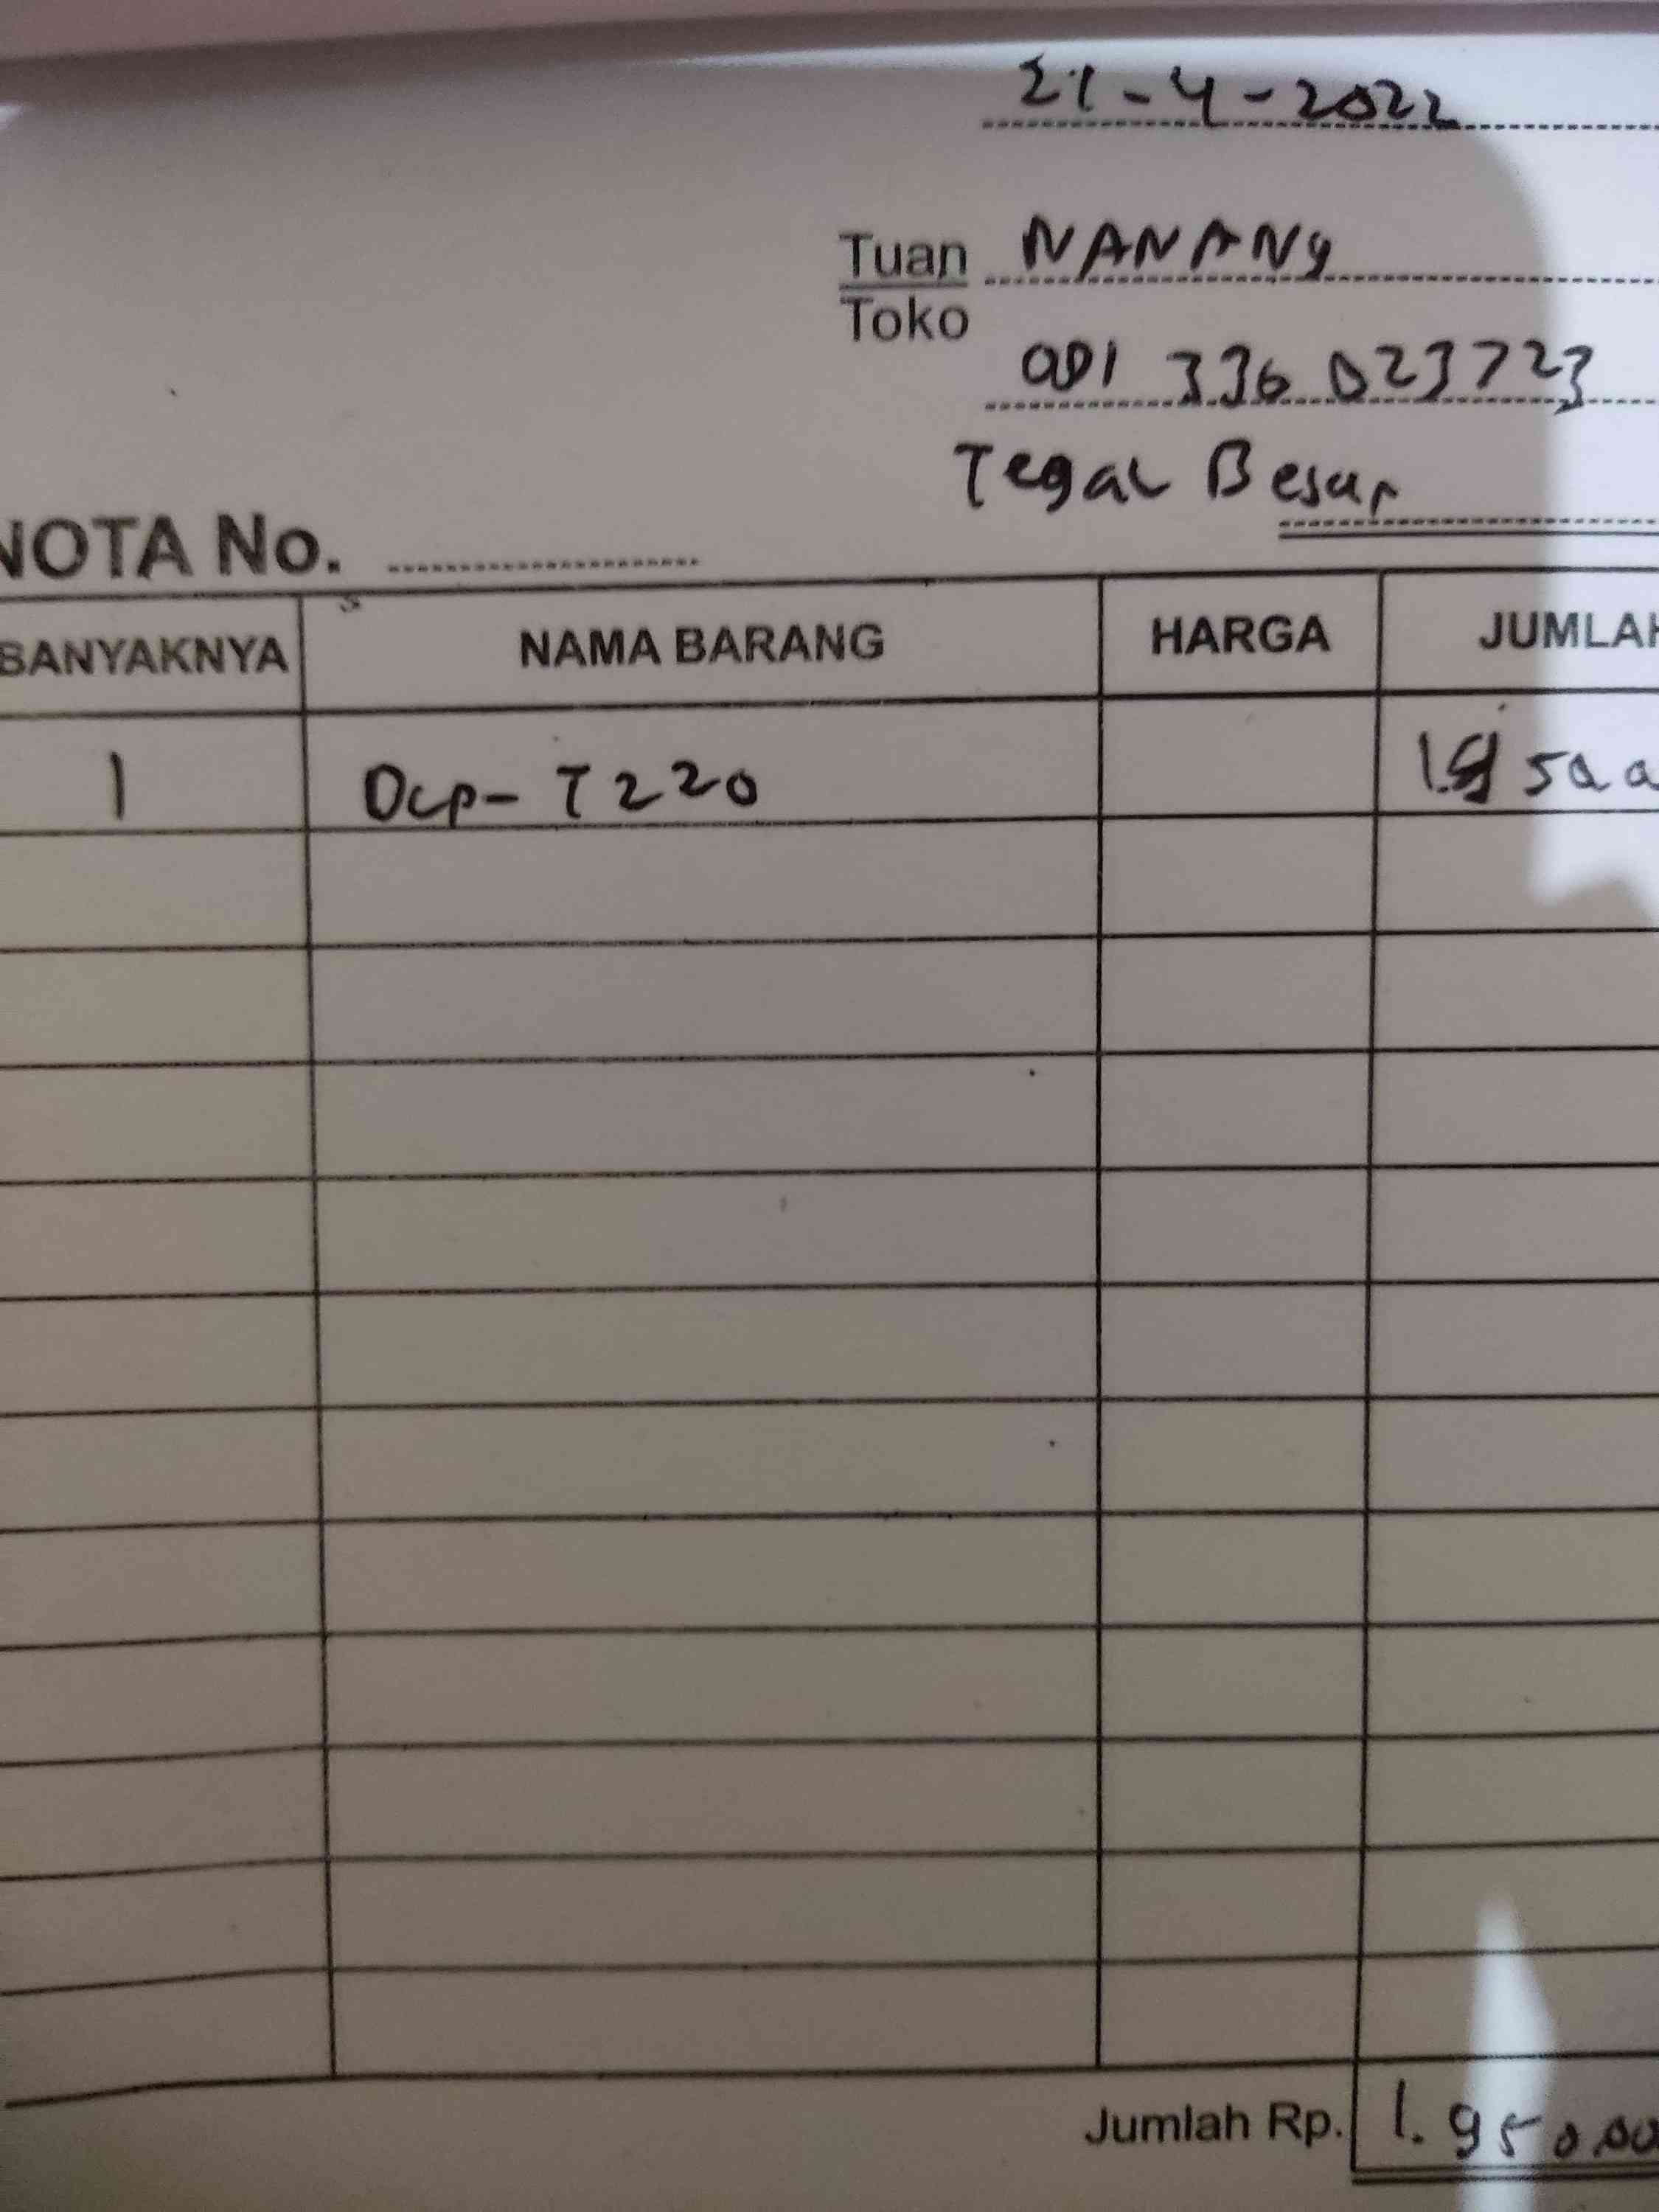 21-4-2022
Tuan NANANG
Toko
081 336 023723
Tegal Besar
NOTA No.
BANYAKNYA NAMA BARANG HARGA JUMLAH
1 Dcp-T220
Jumlah Rp. 1.950.00